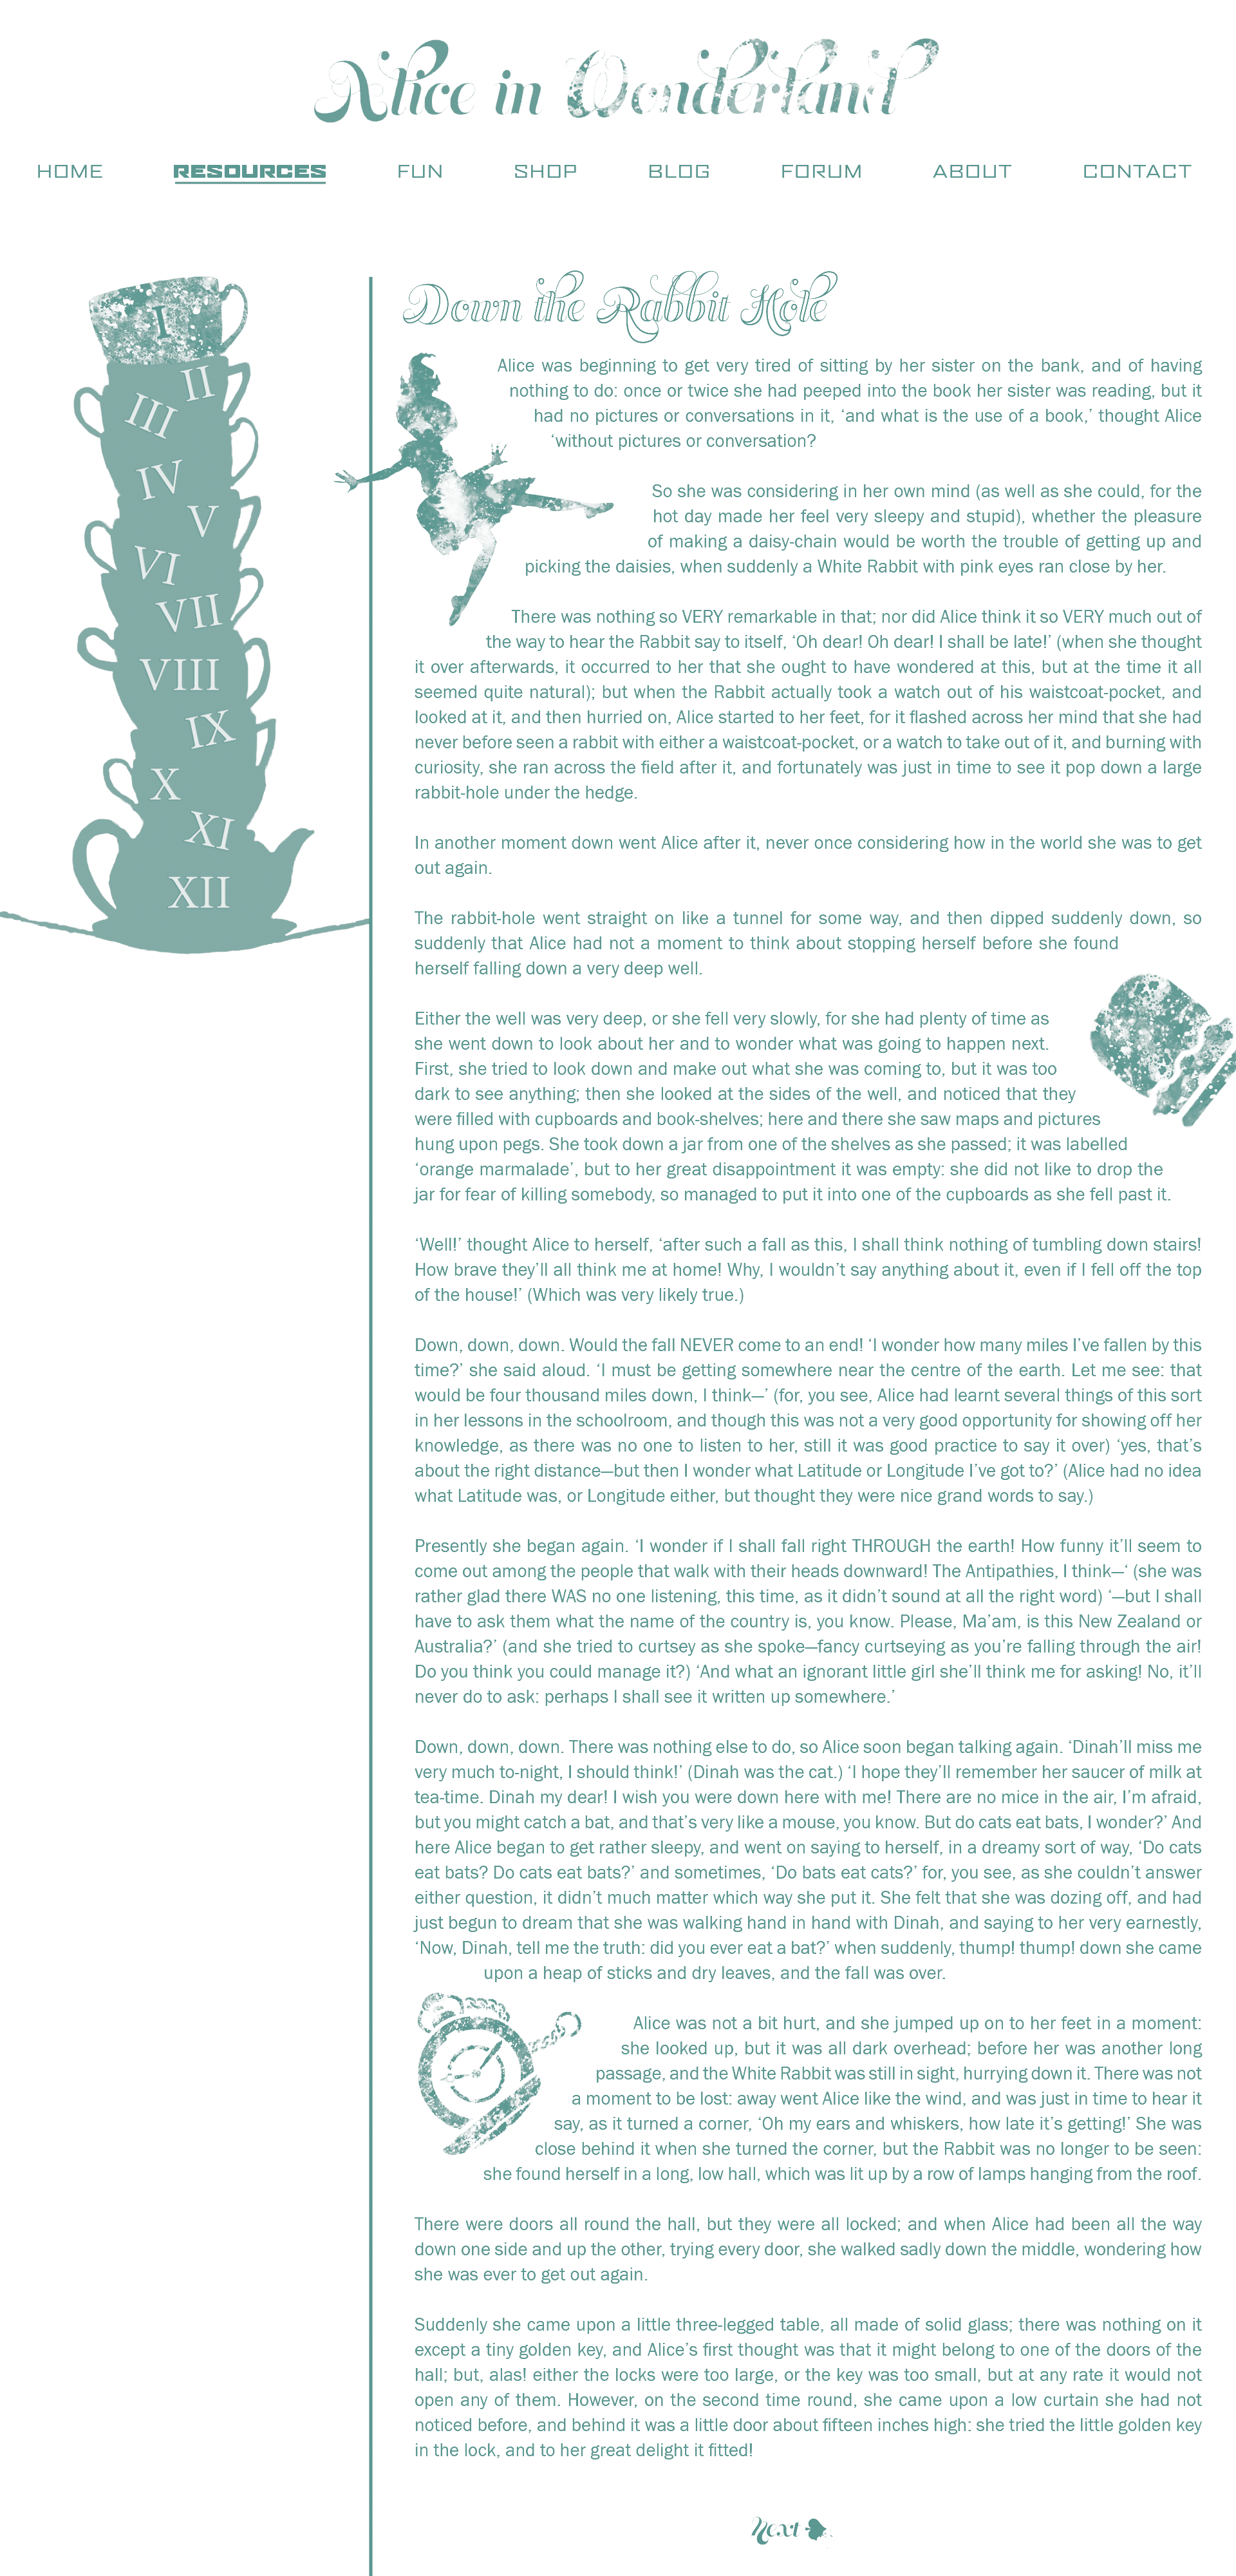 Alice in Wonderland
HOME RESOURCES FUN SHOP BLOG FORUM ABOUT CONTACT
I
II
III
IV
V
VI
VII
VIII
IX
X
XI
XII
Down the Rabbit Hole
Alice was beginning to get very tired of sitting by her sister on the bank, and of having
nothing to do: once or twice she had peeped into the book her sister was reading, but it
had no pictures or conversations in it, ‘and what is the use of a book,’ thought Alice
‘without pictures or conversation?
So she was considering in her own mind (as well as she could, for the
hot day made her feel very sleepy and stupid), whether the pleasure
of making a daisy-chain would be worth the trouble of getting up and
picking the daisies, when suddenly a White Rabbit with pink eyes ran close by her.
There was nothing so VERY remarkable in that; nor did Alice think it so VERY much out of
the way to hear the Rabbit say to itself, ‘Oh dear! Oh dear! I shall be late!’ (when she thought
it over afterwards, it occurred to her that she ought to have wondered at this, but at the time it all
seemed quite natural); but when the Rabbit actually took a watch out of his waistcoat-pocket, and
looked at it, and then hurried on, Alice started to her feet, for it flashed across her mind that she had
never before seen a rabbit with either a waistcoat-pocket, or a watch to take out of it, and burning with
curiosity, she ran across the field after it, and fortunately was just in time to see it pop down a large
rabbit-hole under the hedge.
In another moment down went Alice after it, never once considering how in the world she was to get
out again.
The rabbit-hole went straight on like a tunnel for some way, and then dipped suddenly down, so
suddenly that Alice had not a moment to think about stopping herself before she found
herself falling down a very deep well.
Either the well was very deep, or she fell very slowly, for she had plenty of time as
she went down to look about her and to wonder what was going to happen next.
First, she tried to look down and make out what she was coming to, but it was too
dark to see anything; then she looked at the sides of the well, and noticed that they
were filled with cupboards and book-shelves; here and there she saw maps and pictures
hung upon pegs. She took down a jar from one of the shelves as she passed; it was labelled
‘orange marmalade’, but to her great disappointment it was empty: she did not like to drop the
jar for fear of killing somebody, so managed to put it into one of the cupboards as she fell past it.
‘Well!’ thought Alice to herself, ‘after such a fall as this, I shall think nothing of tumbling down stairs!
How brave they’ll all think me at home! Why, I wouldn’t say anything about it, even if I fell off the top
of the house!’ (Which was very likely true.)
Down, down, down. Would the fall NEVER come to an end! ‘I wonder how many miles I’ve fallen by this
time?’ she said aloud. ‘I must be getting somewhere near the centre of the earth. Let me see: that
would be four thousand miles down, I think—’ (for, you see, Alice had learnt several things of this sort
in her lessons in the schoolroom, and though this was not a very good opportunity for showing off her
knowledge, as there was no one to listen to her, still it was good practice to say it over) ‘yes, that’s
about the right distance—but then I wonder what Latitude or Longitude I’ve got to?’ (Alice had no idea
what Latitude was, or Longitude either, but thought they were nice grand words to say.)
Presently she began again. ‘I wonder if I shall fall right THROUGH the earth! How funny it’ll seem to
come out among the people that walk with their heads downward! The Antipathies, I think—‘ (she was
rather glad there WAS no one listening, this time, as it didn’t sound at all the right word) ‘—but I shall
have to ask them what the name of the country is, you know. Please, Ma’am, is this New Zealand or
Australia?’ (and she tried to curtsey as she spoke—fancy curtseying as you’re falling through the air!
Do you think you could manage it?) ‘And what an ignorant little girl she’ll think me for asking! No, it’ll
never do to ask: perhaps I shall see it written up somewhere.’
Down, down, down. There was nothing else to do, so Alice soon began talking again. ‘Dinah’ll miss me
very much to-night, I should think!’ (Dinah was the cat.) ‘I hope they’ll remember her saucer of milk at
tea-time. Dinah my dear! I wish you were down here with me! There are no mice in the air, I’m afraid,
but you might catch a bat, and that’s very like a mouse, you know. But do cats eat bats, I wonder?’ And
here Alice began to get rather sleepy, and went on saying to herself, in a dreamy sort of way, ‘Do cats
eat bats? Do cats eat bats?’ and sometimes, ‘Do bats eat cats?’ for, you see, as she couldn’t answer
either question, it didn’t much matter which way she put it. She felt that she was dozing off, and had
just begun to dream that she was walking hand in hand with Dinah, and saying to her very earnestly,
‘Now, Dinah, tell me the truth: did you ever eat a bat?’ when suddenly, thump! thump! down she came
upon a heap of sticks and dry leaves, and the fall was over.
Alice was not a bit hurt, and she jumped up on to her feet in a moment:
she looked up, but it was all dark overhead; before her was another long
passage, and the White Rabbit was still in sight, hurrying down it. There was not
a moment to be lost: away went Alice like the wind, and was just in time to hear it
say, as it turned a corner, ‘Oh my ears and whiskers, how late it’s getting!’ She was
close behind it when she turned the corner, but the Rabbit was no longer to be seen:
she found herself in a long, low hall, which was lit up by a row of lamps hanging from the roof.
There were doors all round the hall, but they were all locked; and when Alice had been all the way
down one side and up the other, trying every door, she walked sadly down the middle, wondering how
she was ever to get out again.
Suddenly she came upon a little three-legged table, all made of solid glass; there was nothing on it
except a tiny golden key, and Alice’s first thought was that it might belong to one of the doors of the
hall; but, alas! either the locks were too large, or the key was too small, but at any rate it would not
open any of them. However, on the second time round, she came upon a low curtain she had not
noticed before, and behind it was a little door about fifteen inches high: she tried the little golden key
in the lock, and to her great delight it fitted!
Next